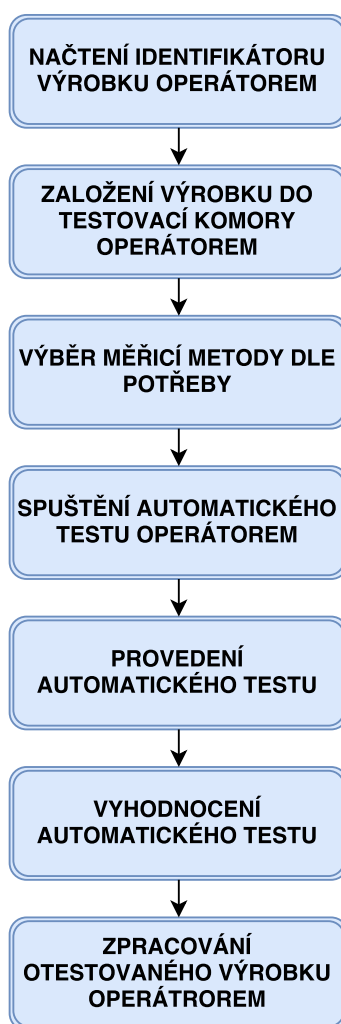 NAČTENÍ IDENTIFIKÁTORU
VÝROBKU OPERÁTOREM
ZALOŽENÍ VÝROBKU DO
TESTOVACÍ KOMORY
OPERÁTOREM
VÝBĚR MĚŘICÍ METODY DLE
POTŘEBY
SPUŠTĚNÍ AUTOMATICKÉHO
TESTU OPERÁTOREM
PROVEDENÍ
AUTOMATICKÉHO TESTU
VYHODNOCENÍ
AUTOMATICKÉHO TESTU
ZPRACOVÁNÍ
OTESTOVANÉHO VÝROBKU
OPERÁTROREM